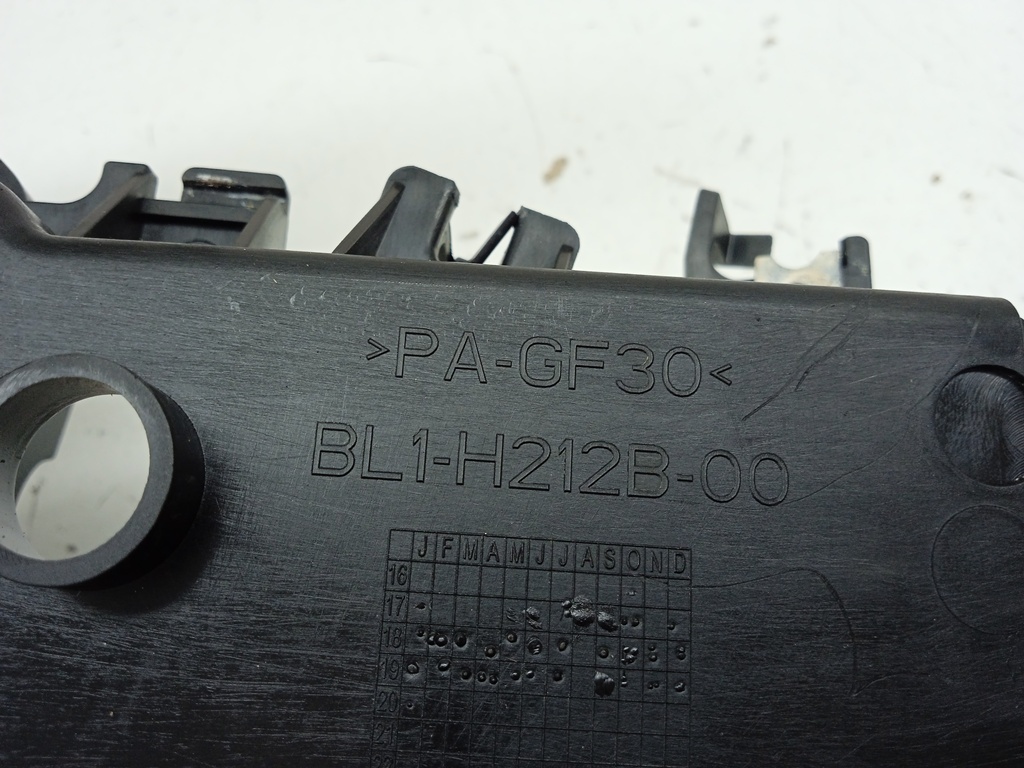 >PA-GF30<
BL1-H212B-00
J F M A M J J A S O N D
16
17
18
19
20
21